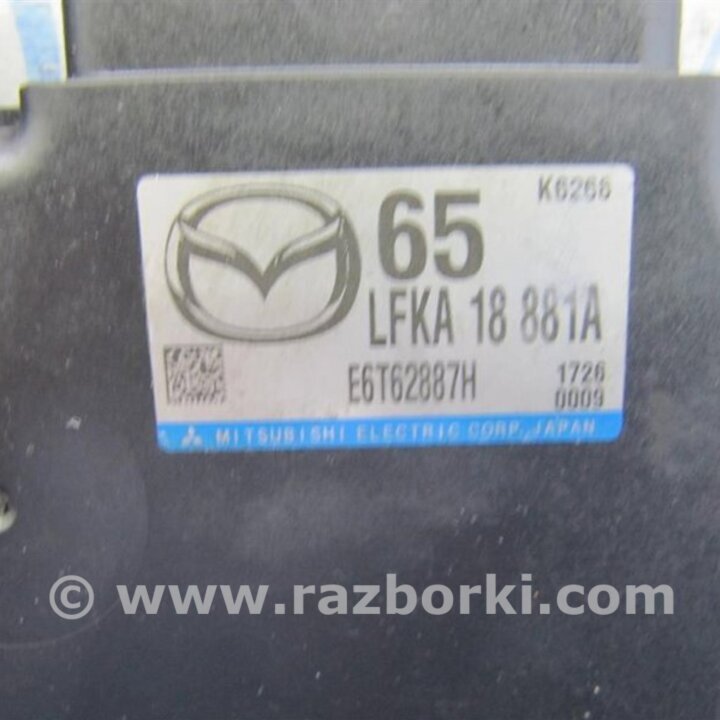 65
K6266
LFKA 18 881A
E6T62887H
1726
0009
MITSUBISHI ELECTRIC CORP. JAPAN
© www.razborki.com